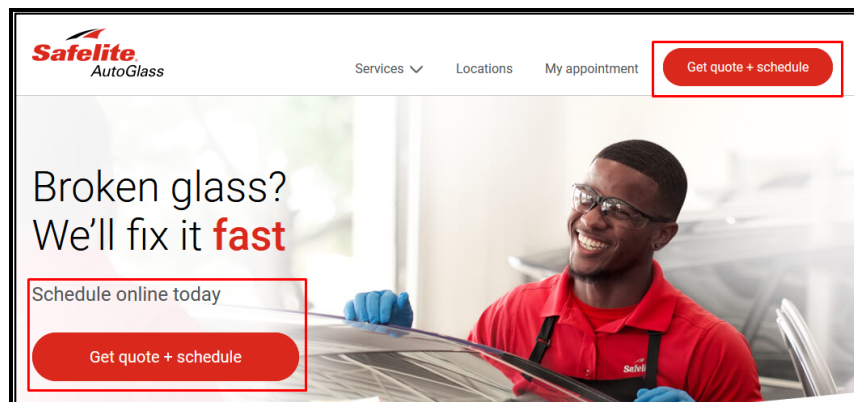 Safelite
AutoGlass
Services
Locations
My appointment
Get quote + schedule
Broken glass?
We'll fix it fast
Schedule online today
Get quote + schedule